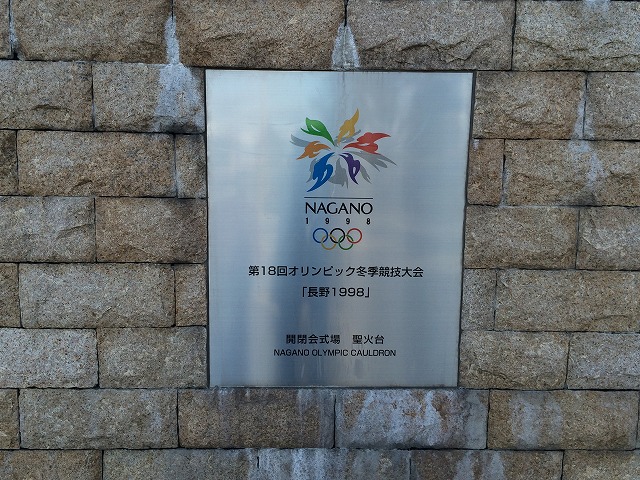 NAGANO
1998
第18回オリンピック冬季競技大会
「長野1998」
開閉会式場　聖火台
NAGANO OLYMPIC CAULDRON